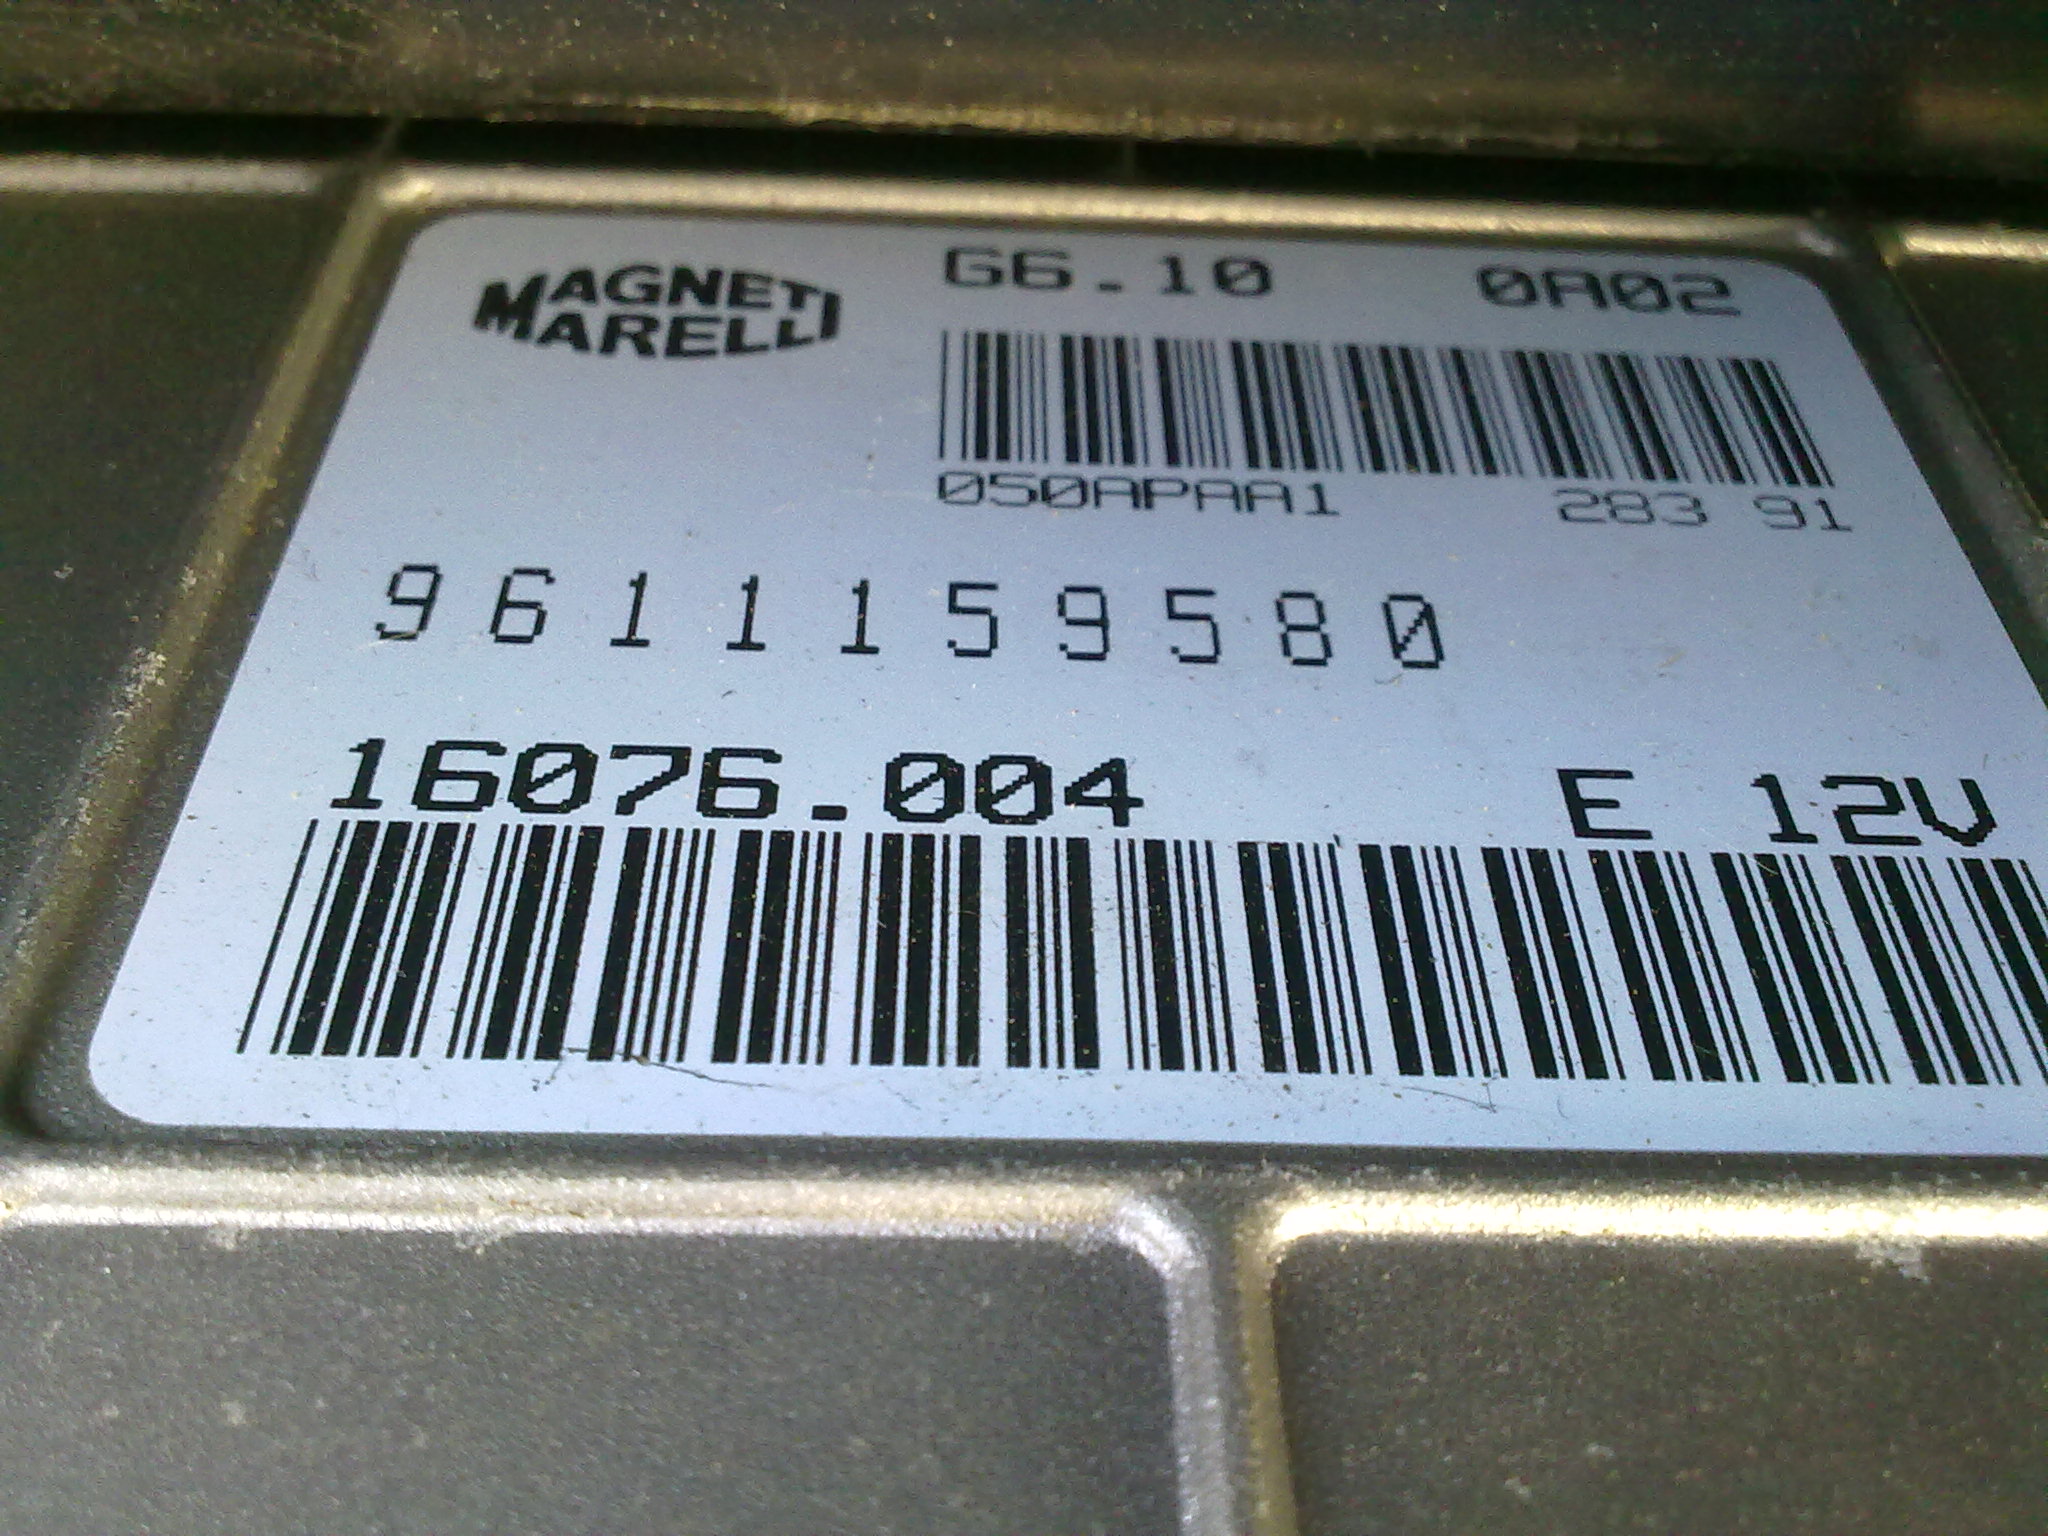 MAGNETI
MARELLI
G6.10 0A02
050APAA1 283 91
9611159580
16076.004 E 12V